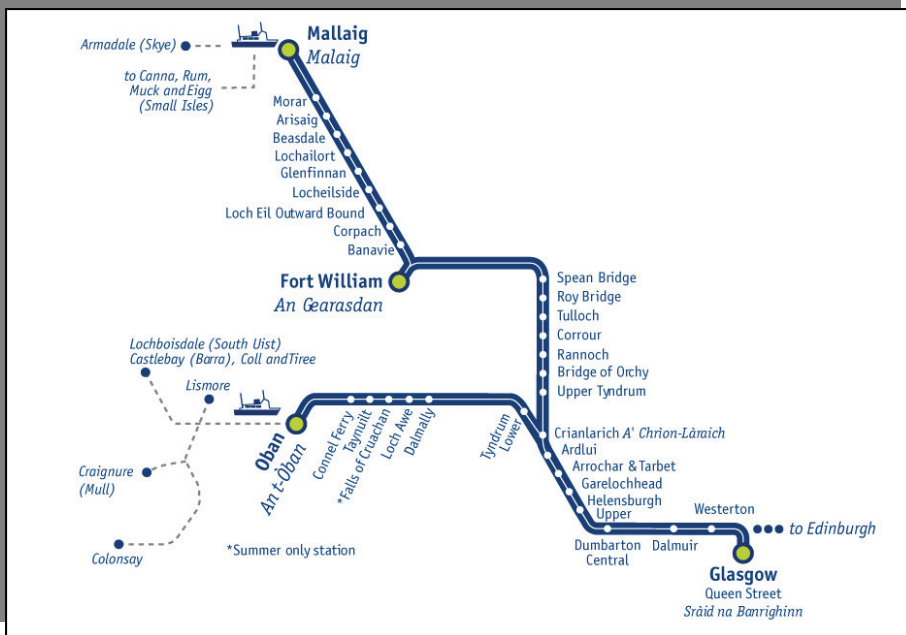 Mallaig
Malaig
Armadale (Skye)
to Canna, Rum,
Muck and Eigg
(Small Isles)
Morar
Arisaig
Beasdale
Lochailort
Glenfinnan
Locheilside
Loch Eil Outward Bound
Corpach
Banavie
Fort William
An Gearasdan
Spean Bridge
Roy Bridge
Tulloch
Corrour
Rannoch
Bridge of Orchy
Upper Tyndrum
Lochboisdale (South Uist)
Castlebay (Barra), Coll and Tiree
Lismore
Craignure
(Mull)
Colonsay
Oban
An t-Òban
Connel Ferry
Taynuilt
*Falls of Cruachan
Loch Awe
Dalmally
Tyndrum
Lower
Crianlarich A' Chrìon-Làraich
Ardlui
Arrochar & Tarbet
Garelochhead
Helensburgh
Upper
Dumbarton
Central
Dalmuir
Westerton
to Edinburgh
Glasgow
Queen Street
Sràid na Banrighinn
*Summer only station